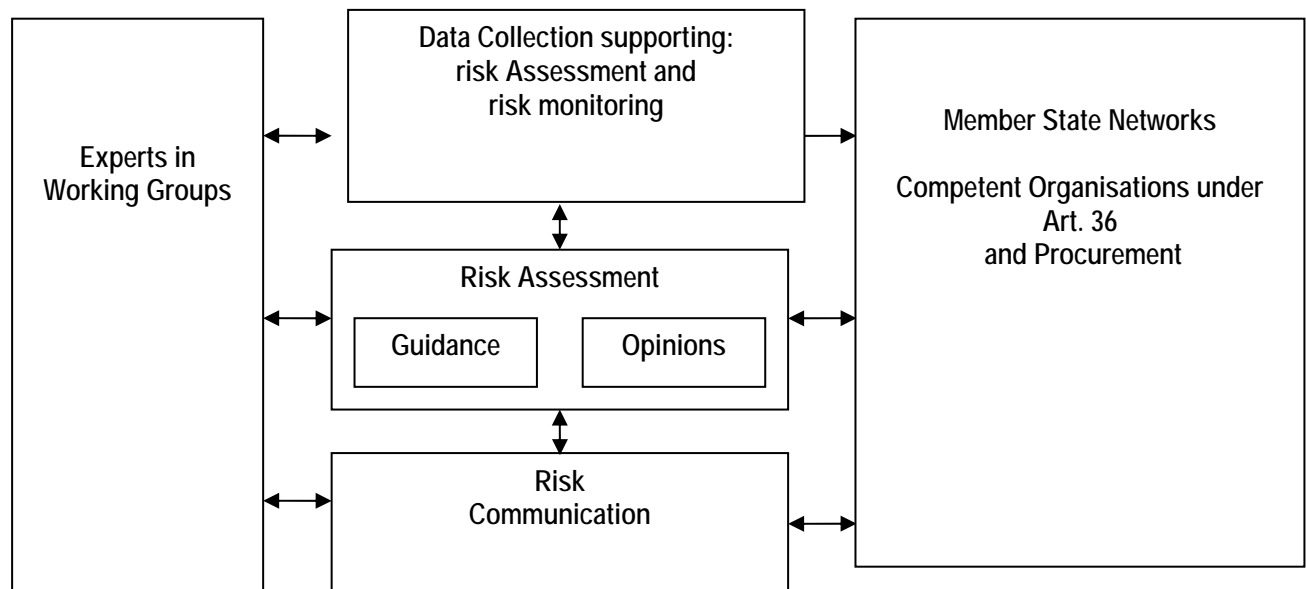 Experts in
Working Groups
Data Collection supporting:
risk Assessment and
risk monitoring
Risk Assessment
Guidance
Opinions
Risk
Communication
Member State Networks
Competent Organisations under
Art. 36
and Procurement